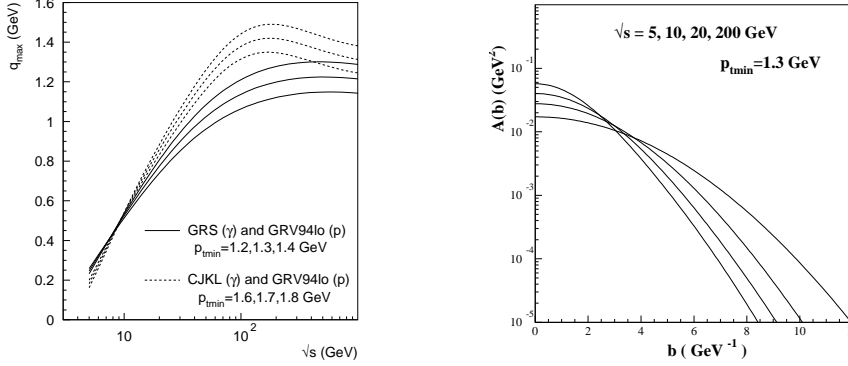 q_max (GeV)
1.6
1.4
1.2
1
0.8
0.6
0.4
0.2
0
GRS (γ) and GRV94lo (p)
p_tmin=1.2,1.3,1.4 GeV
CJKL (γ) and GRV94lo (p)
p_tmin=1.6,1.7,1.8 GeV
10
10^2
√s (GeV)
A(b) (GeV^2)
√s = 5, 10, 20, 200 GeV
p_tmin=1.3 GeV
10^-1
10^-2
10^-3
10^-4
10^-5
0 2 4 6 8 10
b ( GeV^-1 )